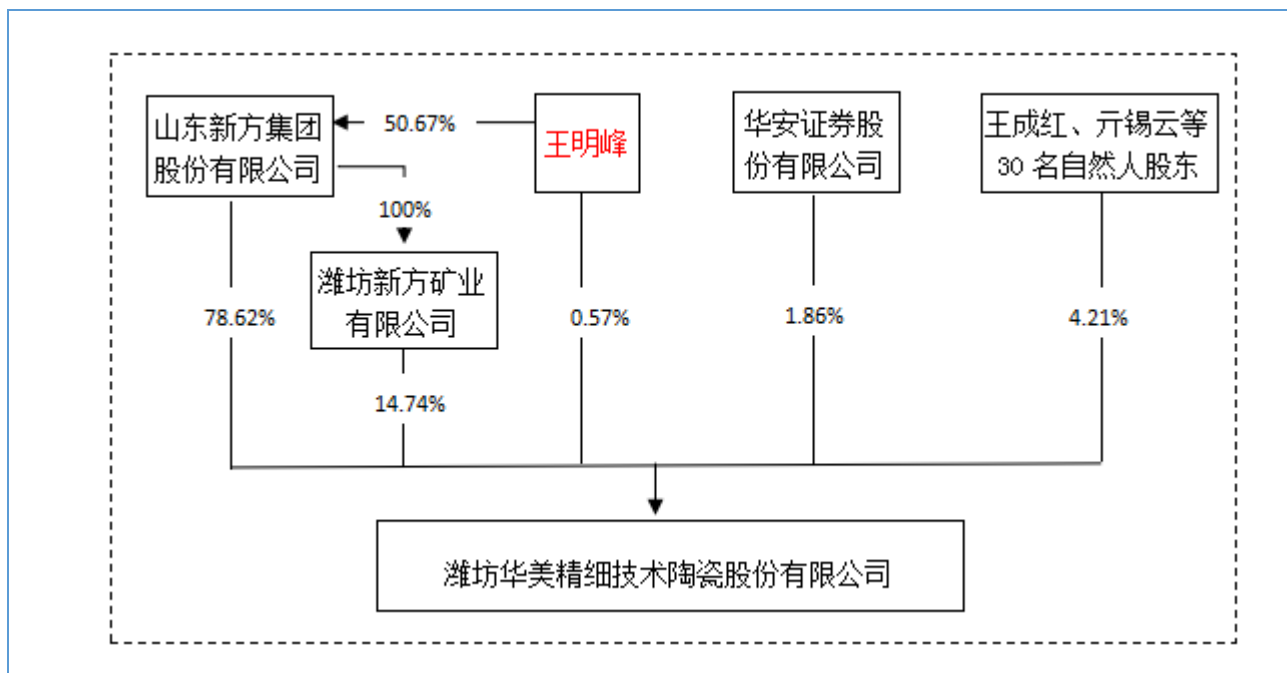 山东新方集团
股份有限公司
50.67%
王明峰
华安证券股
份有限公司
王成红、亓锡云等
30 名自然人股东
100%
潍坊新方矿业
有限公司
78.62%
0.57%
1.86%
4.21%
14.74%
潍坊华美精细技术陶瓷股份有限公司